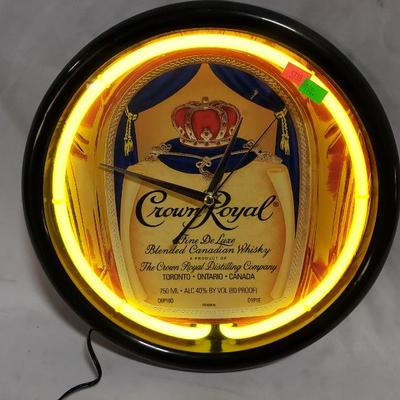 Crown Royal
Fine De Luxe
Blended Canadian Whisky
A PRODUCT OF
The Crown Royal Distilling Company
TORONTO • ONTARIO • CANADA
750 ML • ALC 40% BY VOL (80 PROOF)